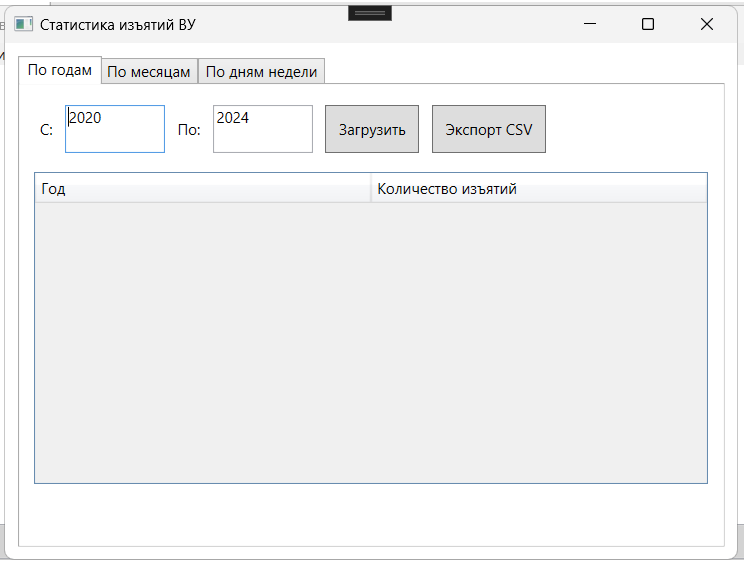 Статистика изъятий ВУ
По годам По месяцам По дням недели
С: 2020 По: 2024 Загрузить Экспорт CSV
Год Количество изъятий